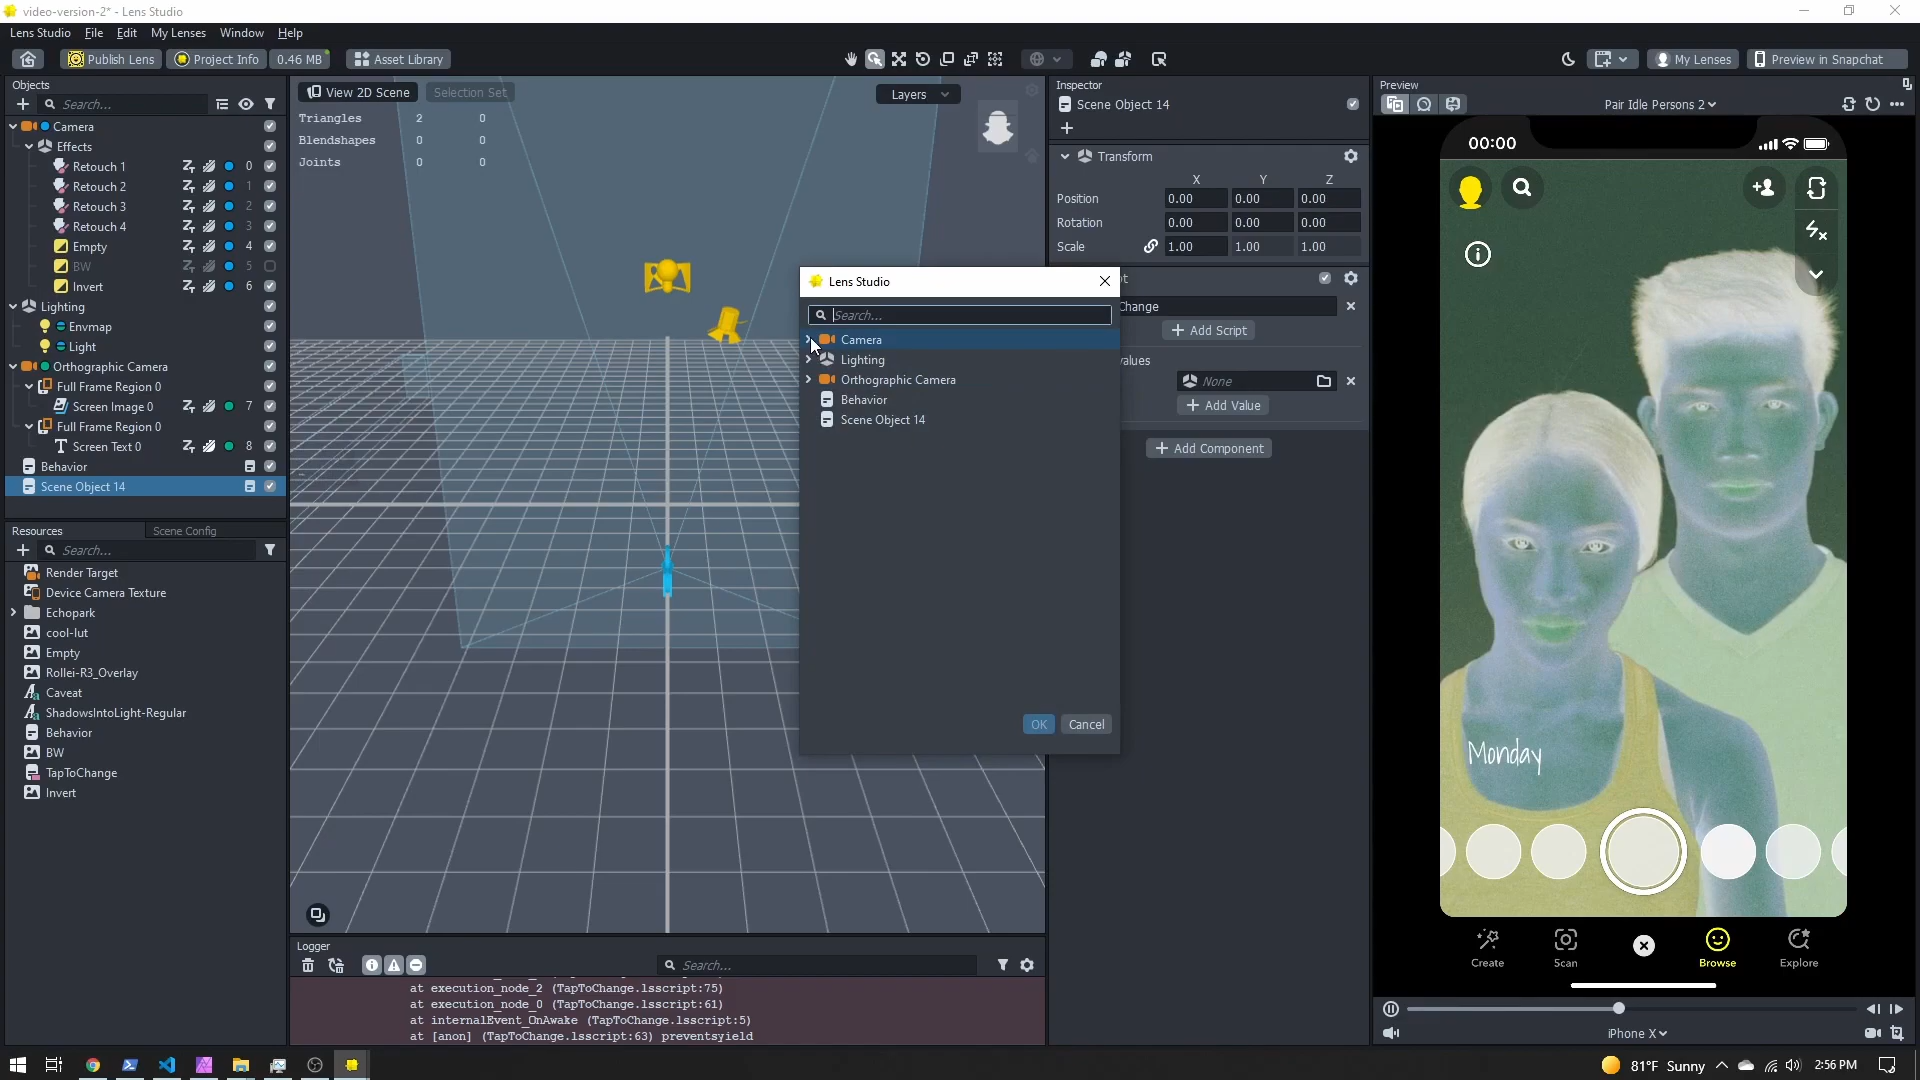 video-version-2* - Lens Studio
Lens Studio File Edit My Lenses Window Help
Publish Lens Project Info 0.46 MB Asset Library My Lenses Preview in Snapchat
Objects
Search...
Camera
Effects
Retouch 1 0
Retouch 2 1
Retouch 3 2
Retouch 4 3
Empty 4
BW 5
Invert 6
Lighting
Envmap
Light
Orthographic Camera
Full Frame Region 0
Screen Image 0 7
Full Frame Region 0
Screen Text 0 8
Behavior
Scene Object 14
Resources Scene Config
Search...
Render Target
Device Camera Texture
Echopark
cool-lut
Empty
Rollei-R3_Overlay
Caveat
ShadowsIntoLight-Regular
Behavior
BW
TapToChange
Invert
View 2D Scene Selection Set Layers
Triangles 2 0
Blendshapes 0 0
Joints 0 0
Lens Studio
Search...
Camera
Lighting
Orthographic Camera
Behavior
Scene Object 14
OK Cancel
Logger
Search...
at execution_node_2 (TapToChange.lsscript:75)
at execution_node_0 (TapToChange.lsscript:61)
at internalEvent_OnAwake (TapToChange.lsscript:5)
at [anon] (TapToChange.lsscript:63) preventsyield
Inspector
Scene Object 14
Transform
X Y Z
Position 0.00 0.00 0.00
Rotation 0.00 0.00 0.00
Scale 1.00 1.00 1.00
Change
Add Script
alues
None
Add Value
Add Component
Preview
Pair Idle Persons 2
00:00
Monday
Create Scan Browse Explore
iPhone X
81°F Sunny 2:56 PM